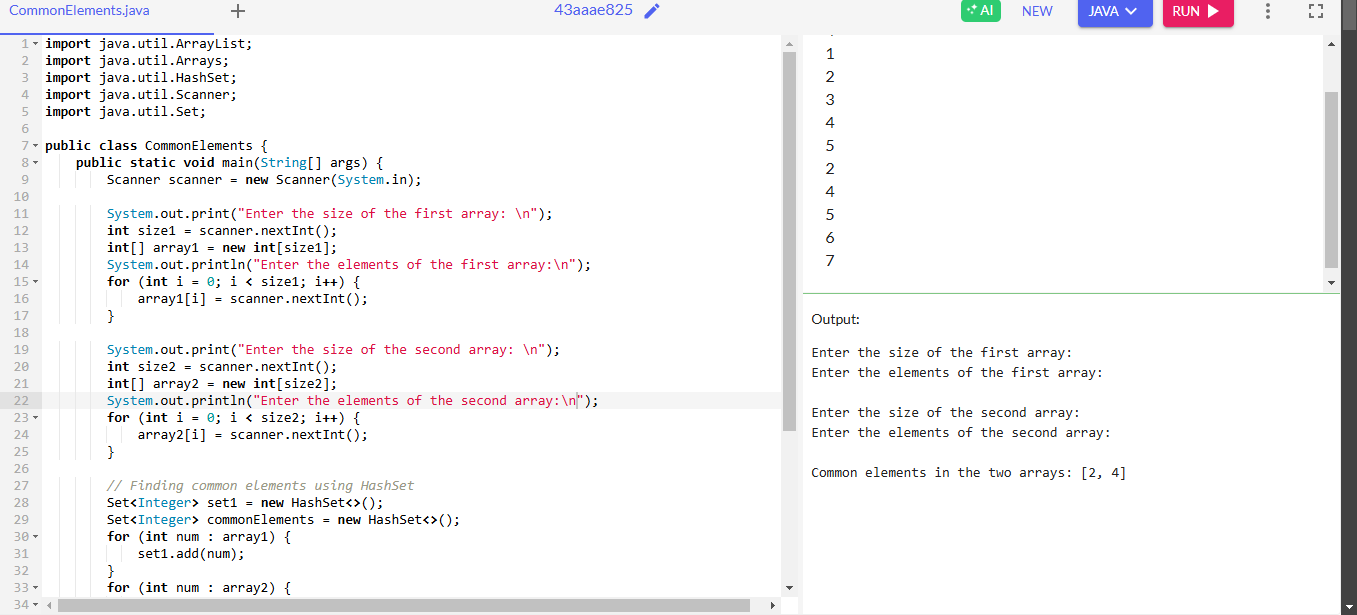 CommonElements.java + 43aaae825 AI NEW JAVA RUN
1 import java.util.ArrayList;
2 import java.util.Arrays;
3 import java.util.HashSet;
4 import java.util.Scanner;
5 import java.util.Set;
6
7 public class CommonElements {
8     public static void main(String[] args) {
9         Scanner scanner = new Scanner(System.in);
10
11         System.out.print("Enter the size of the first array: \n");
12         int size1 = scanner.nextInt();
13         int[] array1 = new int[size1];
14         System.out.println("Enter the elements of the first array:\n");
15         for (int i = 0; i < size1; i++) {
16             array1[i] = scanner.nextInt();
17         }
18
19         System.out.print("Enter the size of the second array: \n");
20         int size2 = scanner.nextInt();
21         int[] array2 = new int[size2];
22         System.out.println("Enter the elements of the second array:\n");
23         for (int i = 0; i < size2; i++) {
24             array2[i] = scanner.nextInt();
25         }
26
27         // Finding common elements using HashSet
28         Set<Integer> set1 = new HashSet<>();
29         Set<Integer> commonElements = new HashSet<>();
30         for (int num : array1) {
31             set1.add(num);
32         }
33         for (int num : array2) {
34
1
2
3
4
5
2
4
5
6
7
Output:
Enter the size of the first array:
Enter the elements of the first array:
Enter the size of the second array:
Enter the elements of the second array:
Common elements in the two arrays: [2, 4]